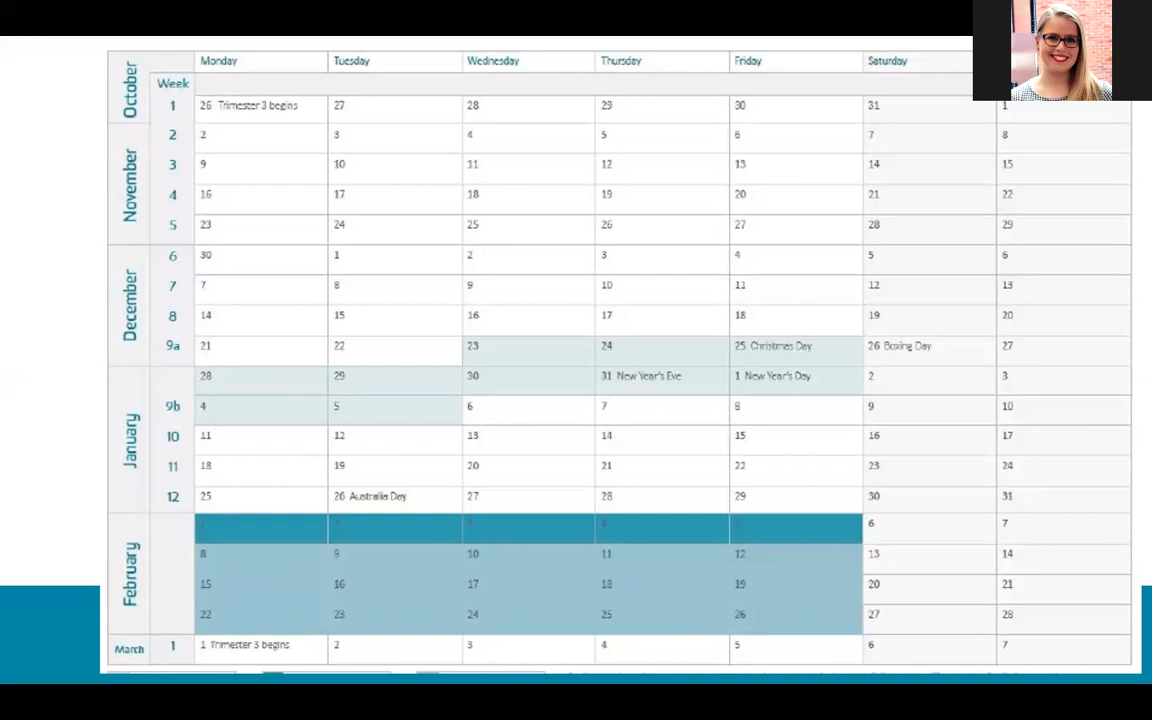 Monday Tuesday Wednesday Thursday Friday Saturday
October
Week
1 26 Trimester 3 begins 27 28 29 30 31 1
November
2 2 3 4 5 6 7 8
3 9 10 11 12 13 14 15
4 16 17 18 19 20 21 22
5 23 24 25 26 27 28 29
December
6 30 1 2 3 4 5 6
7 7 8 9 10 11 12 13
8 14 15 16 17 18 19 20
9a 21 22 23 24 25 Christmas Day 26 Boxing Day 27
January
28 29 30 31 New Year's Eve 1 New Year's Day 2 3
9b 4 5 6 7 8 9 10
10 11 12 13 14 15 16 17
11 18 19 20 21 22 23 24
12 25 26 Australia Day 27 28 29 30 31
February
1 2 3 4 5 6 7
8 9 10 11 12 13 14
15 16 17 18 19 20 21
22 23 24 25 26 27 28
March 1 1 Trimester 3 begins 2 3 4 5 6 7